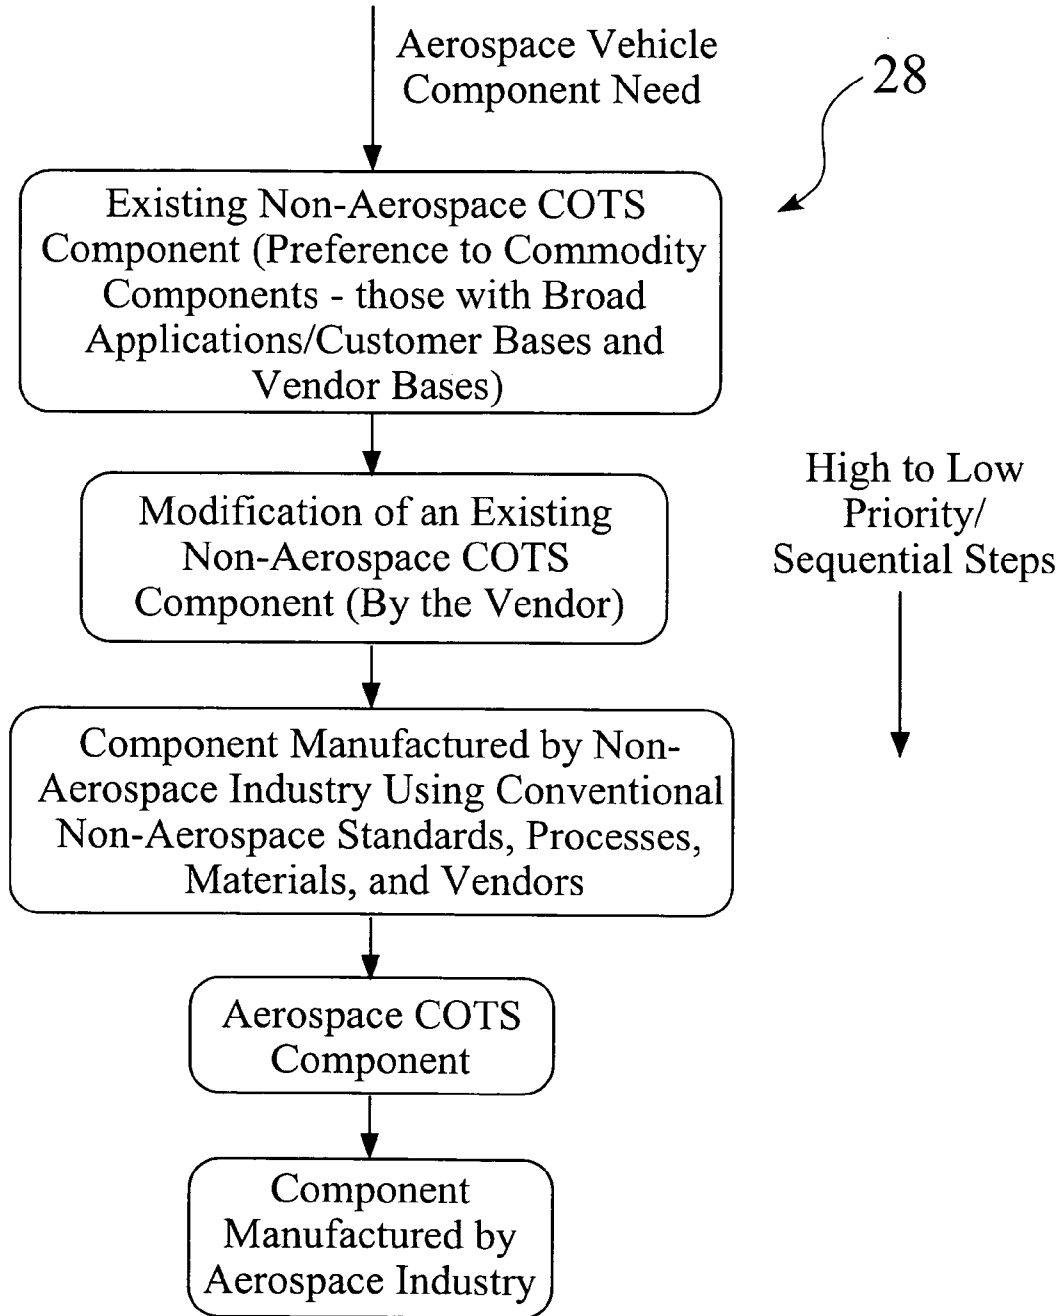 Aerospace Vehicle
Component Need
28
Existing Non-Aerospace COTS
Component (Preference to Commodity
Components - those with Broad
Applications/Customer Bases and
Vendor Bases)
High to Low
Priority/
Sequential Steps
Modification of an Existing
Non-Aerospace COTS
Component (By the Vendor)
Component Manufactured by Non-
Aerospace Industry Using Conventional
Non-Aerospace Standards, Processes,
Materials, and Vendors
Aerospace COTS
Component
Component
Manufactured by
Aerospace Industry